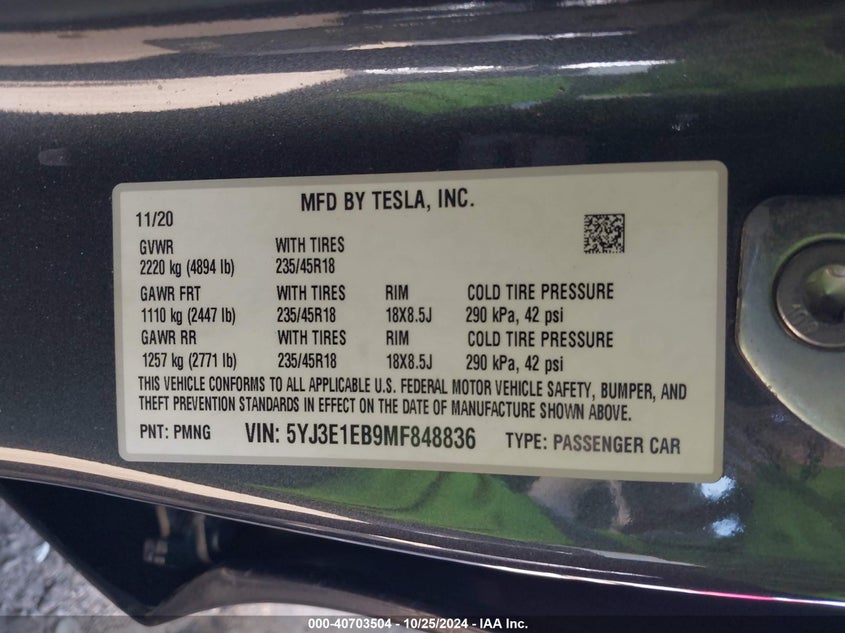 MFD BY TESLA, INC.
11/20
GVWR WITH TIRES
2220 kg (4894 lb) 235/45R18
GAWR FRT WITH TIRES RIM COLD TIRE PRESSURE
1110 kg (2447 lb) 235/45R18 18X8.5J 290 kPa, 42 psi
GAWR RR WITH TIRES RIM COLD TIRE PRESSURE
1257 kg (2771 lb) 235/45R18 18X8.5J 290 kPa, 42 psi
THIS VEHICLE CONFORMS TO ALL APPLICABLE U.S. FEDERAL MOTOR VEHICLE SAFETY, BUMPER, AND
THEFT PREVENTION STANDARDS IN EFFECT ON THE DATE OF MANUFACTURE SHOWN ABOVE.
PNT: PMNG VIN: 5YJ3E1EB9MF848836 TYPE: PASSENGER CAR
000-40703504 - 10/25/2024 - IAA Inc.